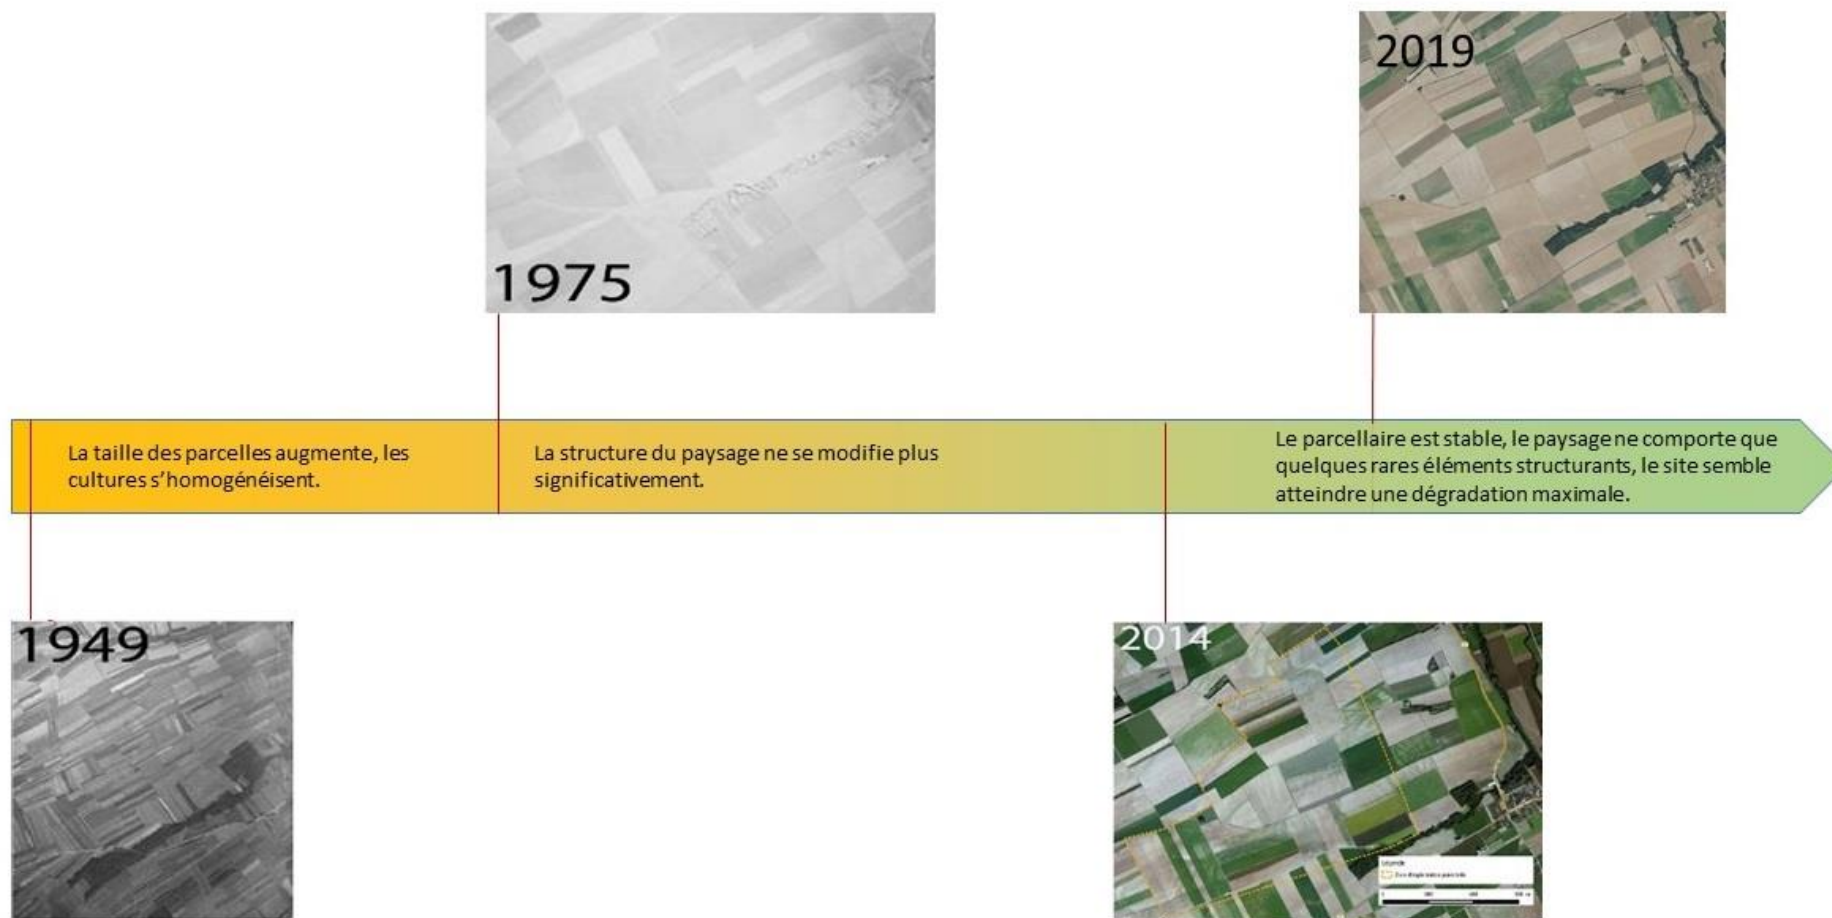 1975
2019
La taille des parcelles augmente, les
cultures s'homogénéisent.
La structure du paysage ne se modifie plus
significativement.
Le parcellaire est stable, le paysage ne comporte que
quelques rares éléments structurants, le site semble
atteindre une dégradation maximale.
1949
2014
Légende